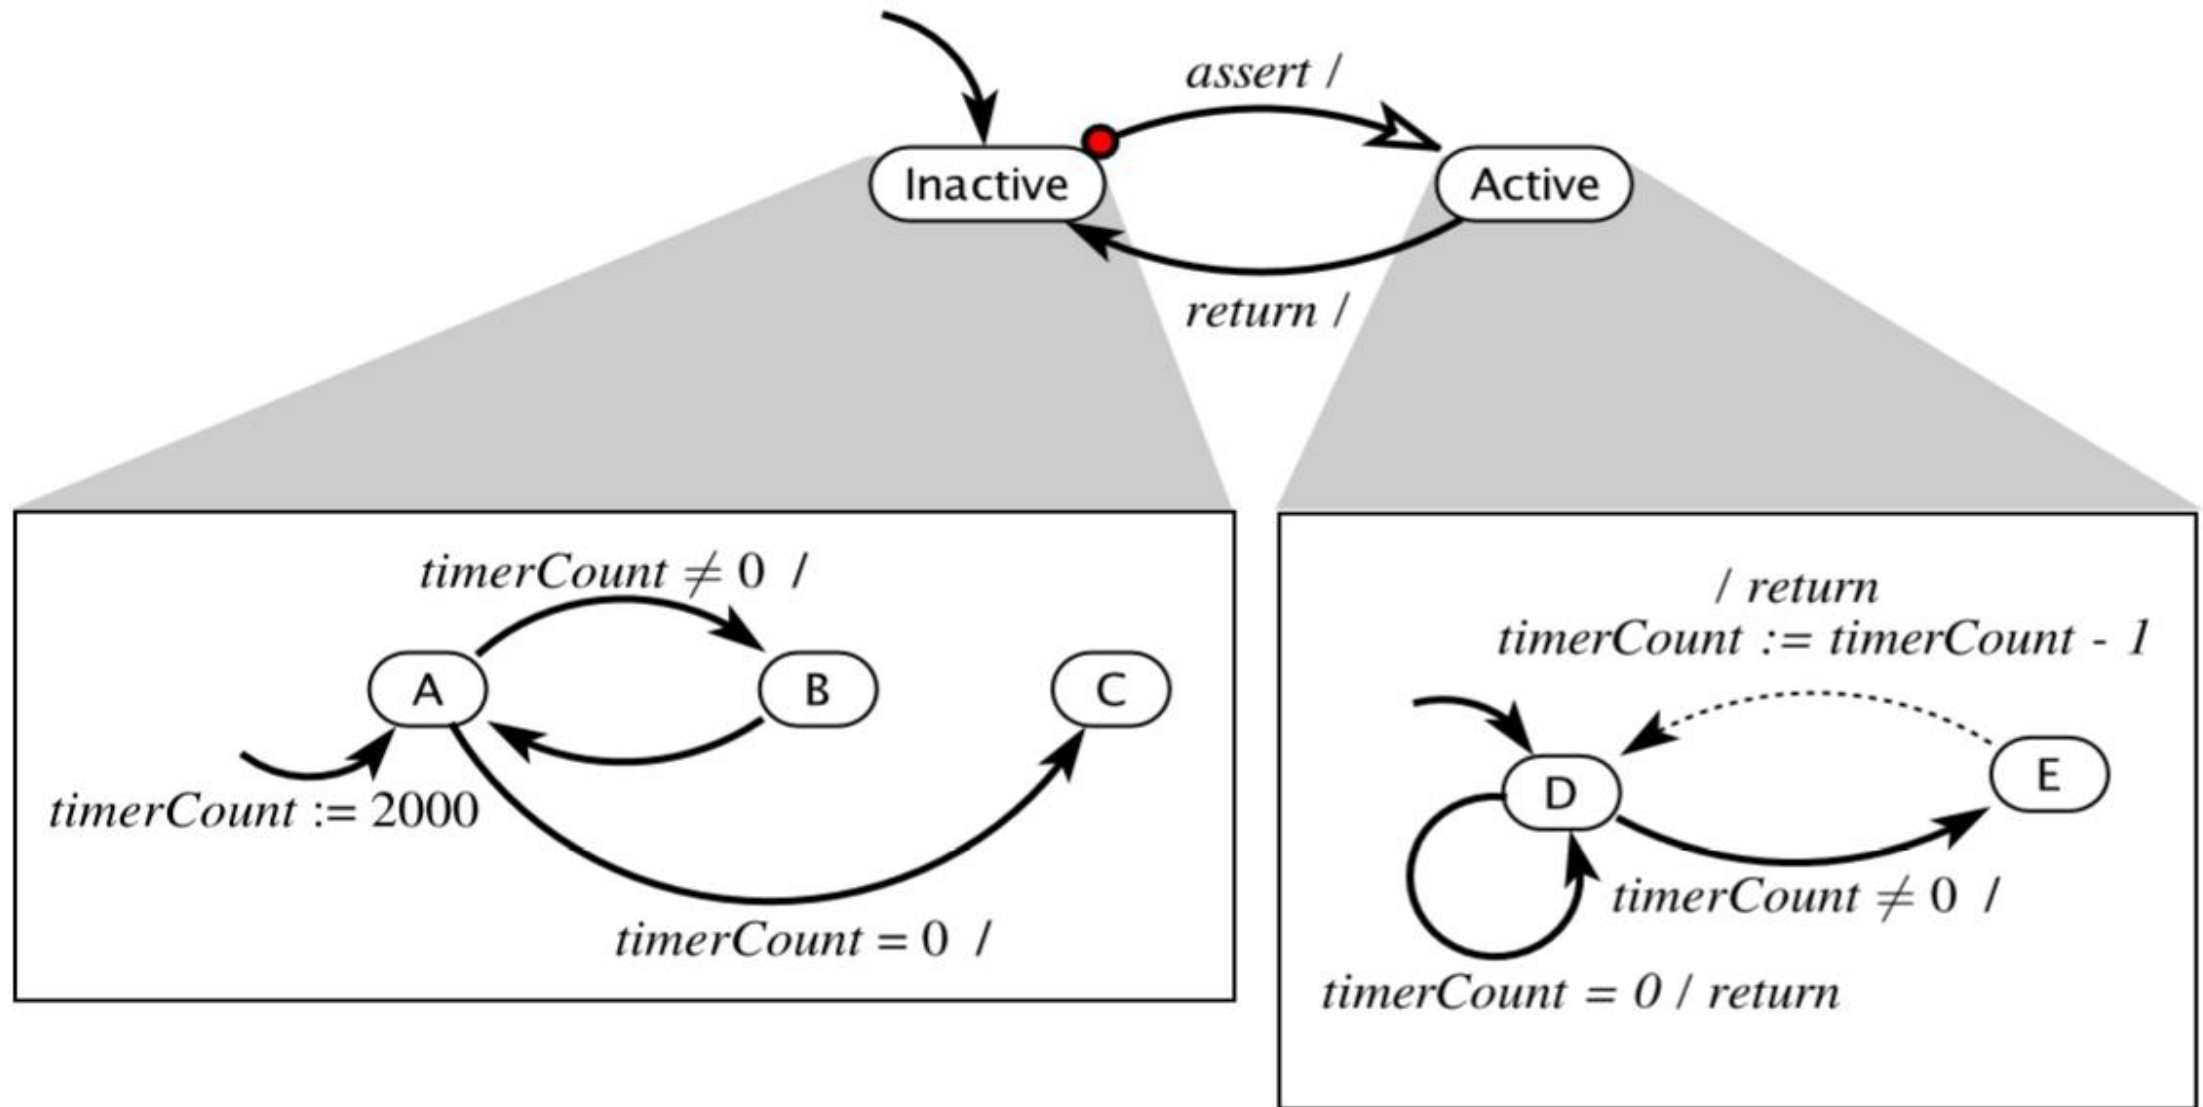 assert /
Inactive
Active
return /
timerCount ≠ 0 /
A
B
C
timerCount := 2000
timerCount = 0 /
/ return
timerCount := timerCount - 1
D
E
timerCount ≠ 0 /
timerCount = 0 / return